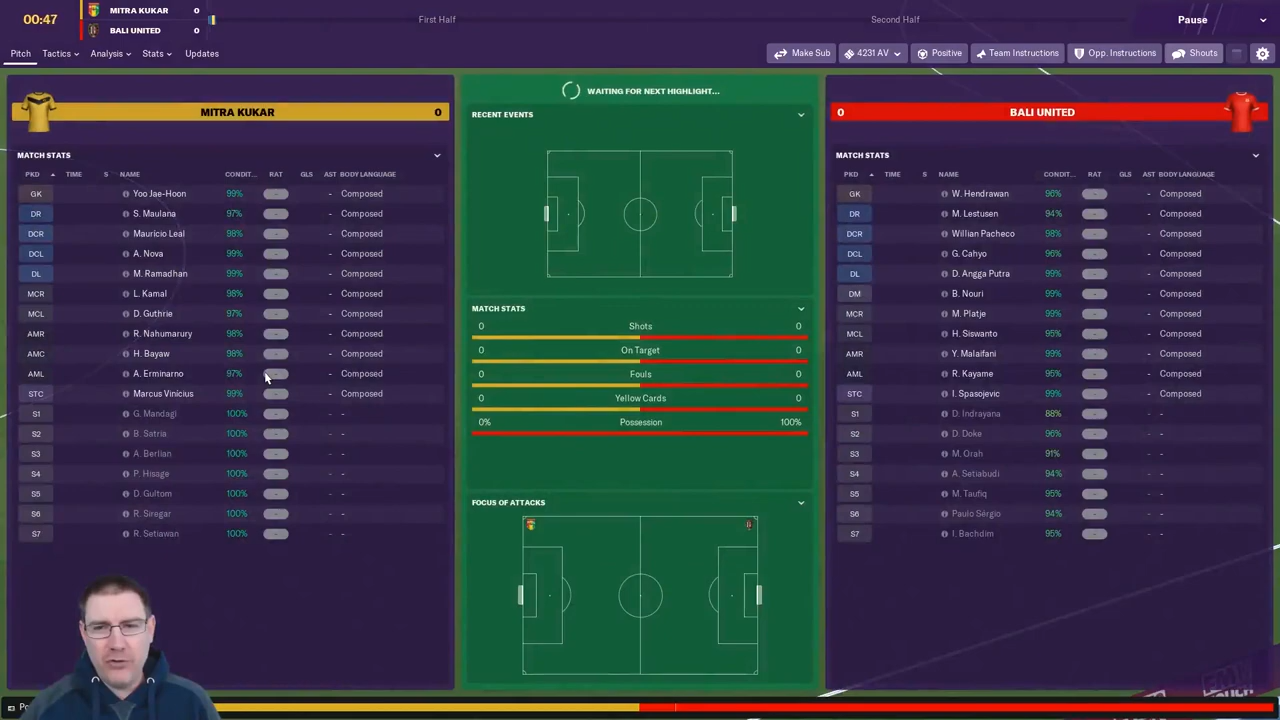 00:47
MITRA KUKAR 0
BALI UNITED 0
First Half
Second Half
Pause
Pitch Tactics Analysis Stats Updates
Make Sub 4231 AV Positive Team Instructions Opp. Instructions Shouts
MITRA KUKAR 0
MATCH STATS
PKD TIME S NAME CONDIT... RAT GLS AST BODY LANGUAGE
GK Yoo Jae-Hoon 99% - - Composed
DR S. Maulana 97% - - Composed
DCR Maurício Leal 98% - - Composed
DCL A. Nova 99% - - Composed
DL M. Ramadhan 99% - - Composed
MCR L. Kamal 98% - - Composed
MCL D. Guthrie 97% - - Composed
AMR R. Nahumarury 98% - - Composed
AMC H. Bayaw 98% - - Composed
AML A. Erminarno 97% - - Composed
STC Marcus Vinicius 99% - - Composed
S1 G. Mandagi 100% - - -
S2 B. Satria 100% - - -
S3 A. Berlian 100% - - -
S4 P. Hisage 100% - - -
S5 D. Gultom 100% - - -
S6 R. Siregar 100% - - -
S7 R. Setiawan 100% - - -
WAITING FOR NEXT HIGHLIGHT...
RECENT EVENTS
MATCH STATS
0 Shots 0
0 On Target 0
0 Fouls 0
0 Yellow Cards 0
0% Possession 100%
FOCUS OF ATTACKS
0 BALI UNITED
MATCH STATS
PKD TIME S NAME CONDIT... RAT GLS AST BODY LANGUAGE
GK W. Hendrawan 96% - - Composed
DR M. Lestusen 94% - - Composed
DCR Willian Pacheco 98% - - Composed
DCL G. Cahyo 96% - - Composed
DL D. Angga Putra 99% - - Composed
DM B. Nouri 99% - - Composed
MCR M. Platje 99% - - Composed
MCL H. Siswanto 95% - - Composed
AMR Y. Malaifani 99% - - Composed
AML R. Kayame 95% - - Composed
STC I. Spasojevic 99% - - Composed
S1 D. Indrayana 88% - - -
S2 D. Doke 96% - - -
S3 M. Orah 91% - - -
S4 A. Setiabudi 94% - - -
S5 M. Taufiq 95% - - -
S6 Paulo Sérgio 94% - - -
S7 I. Bachdim 95% - - -